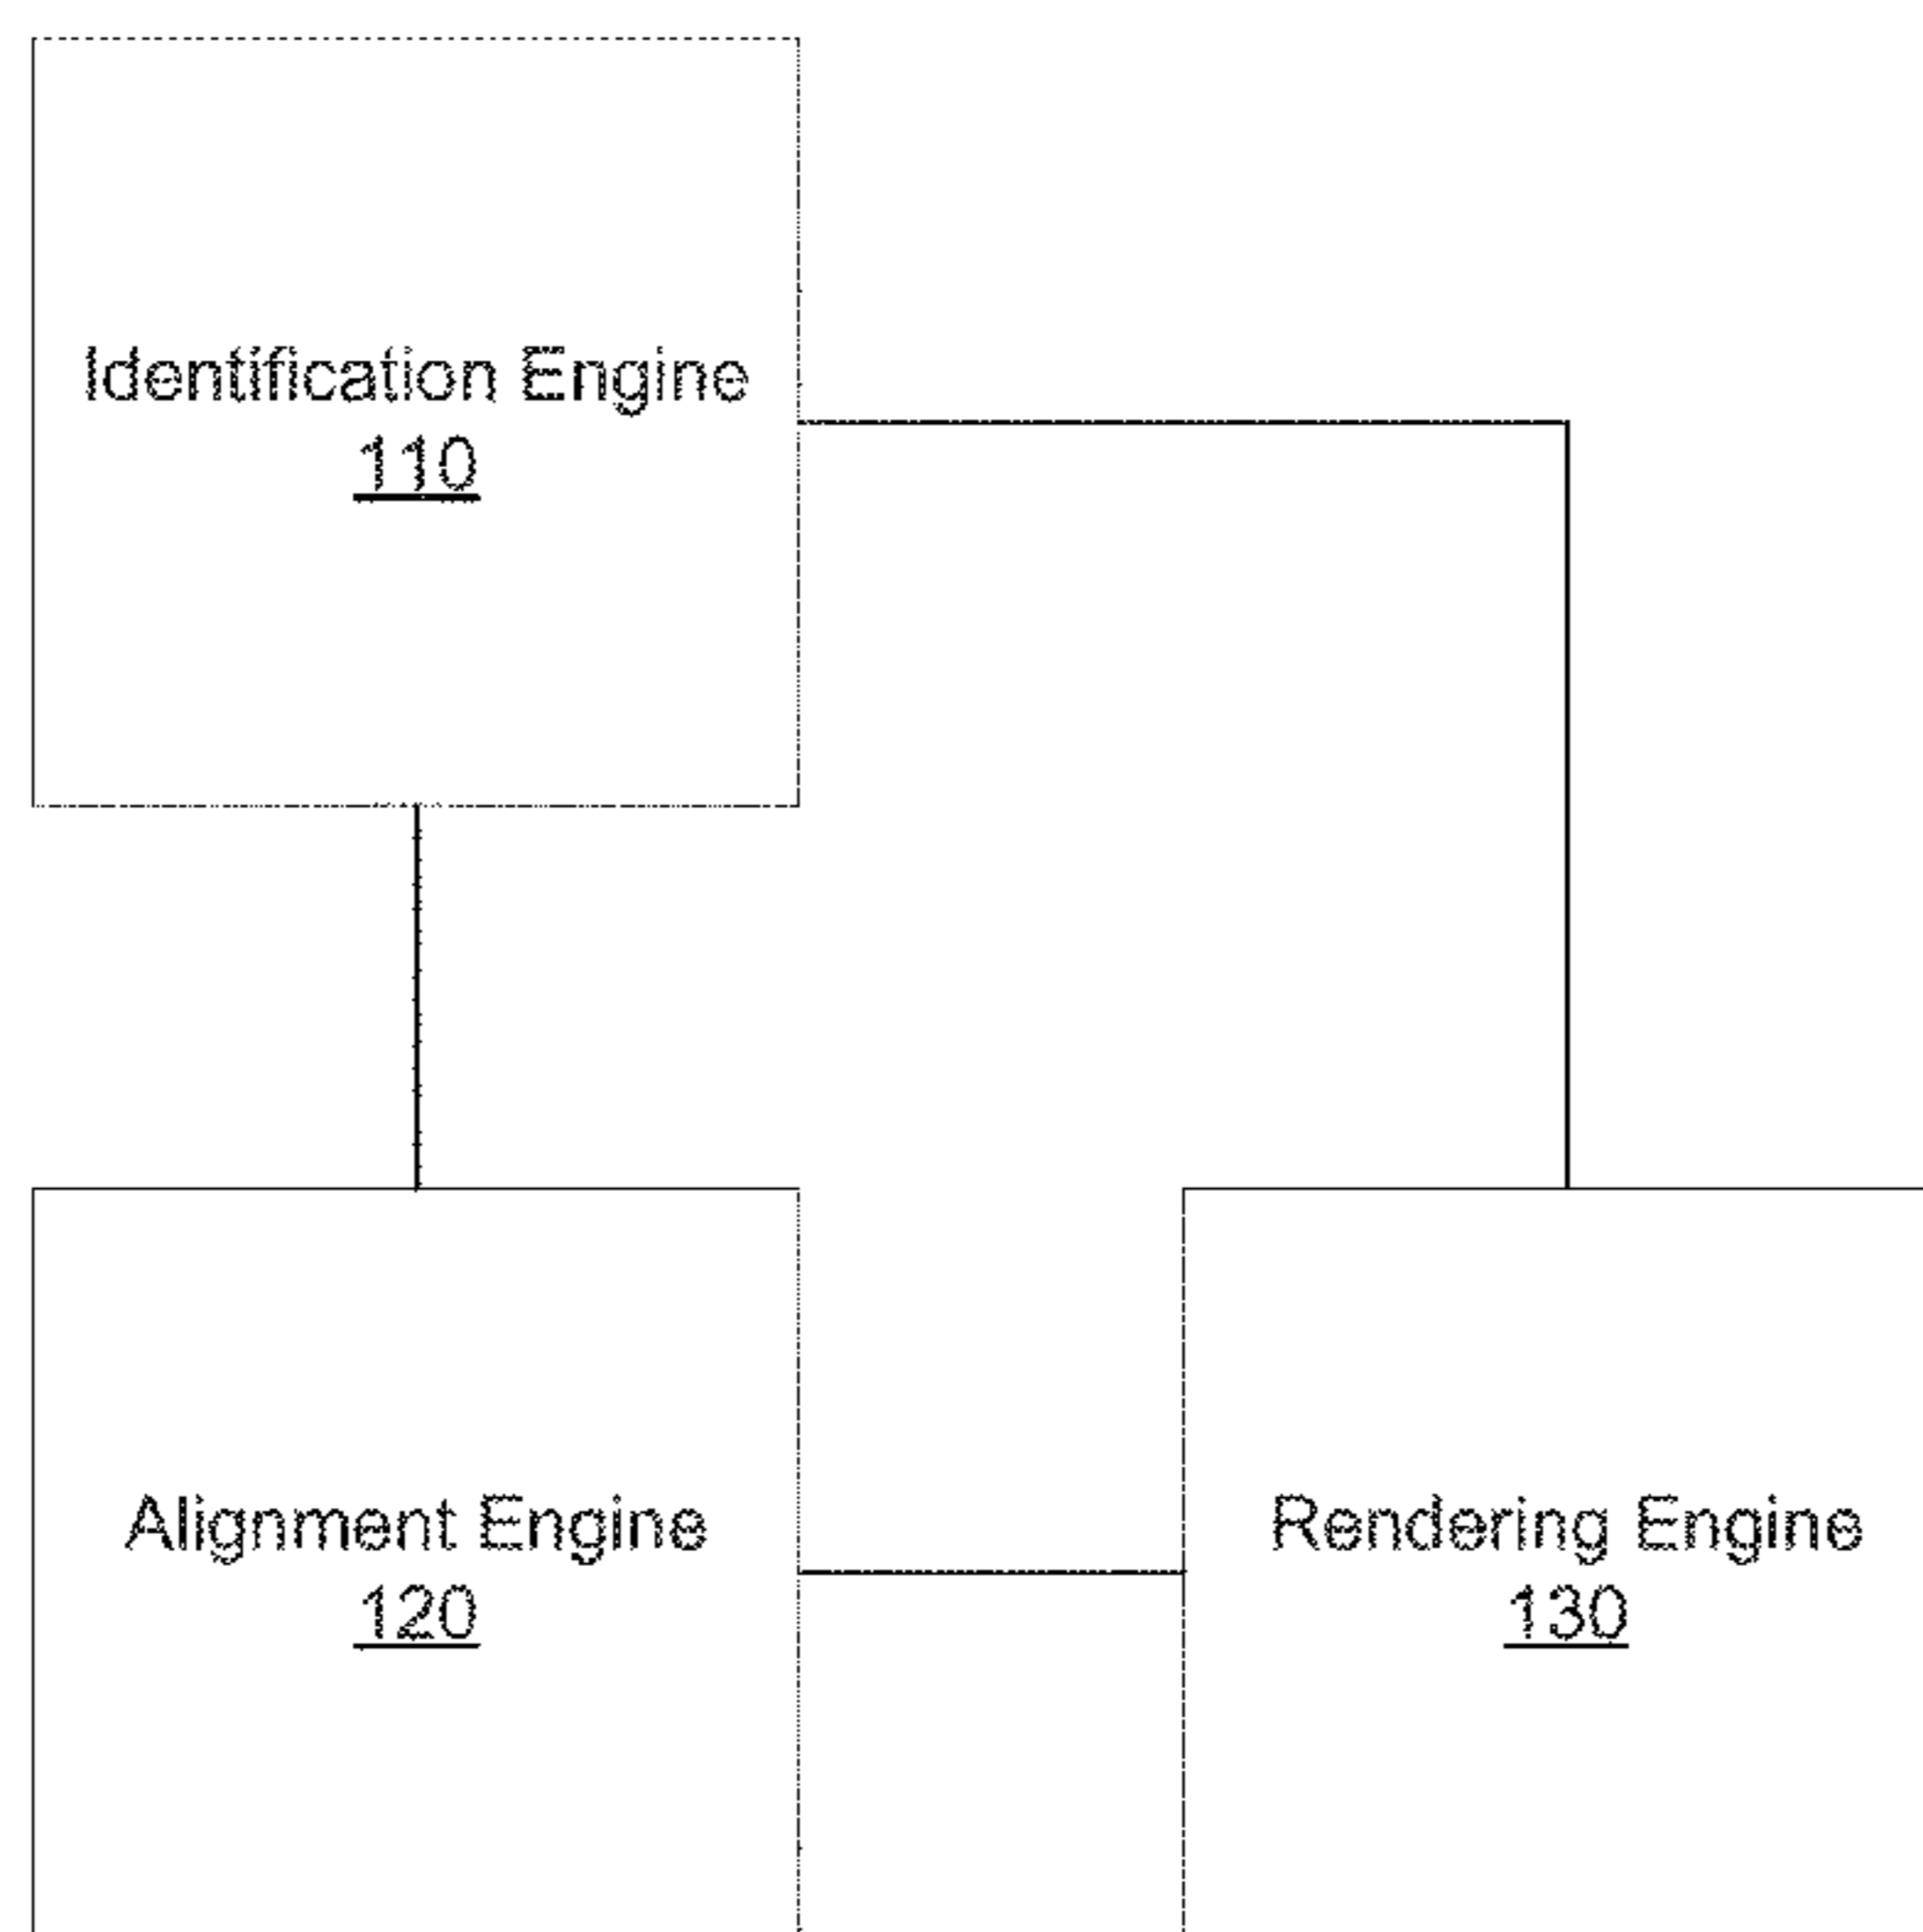 Identification Engine
110
Alignment Engine
120
Rendering Engine
130